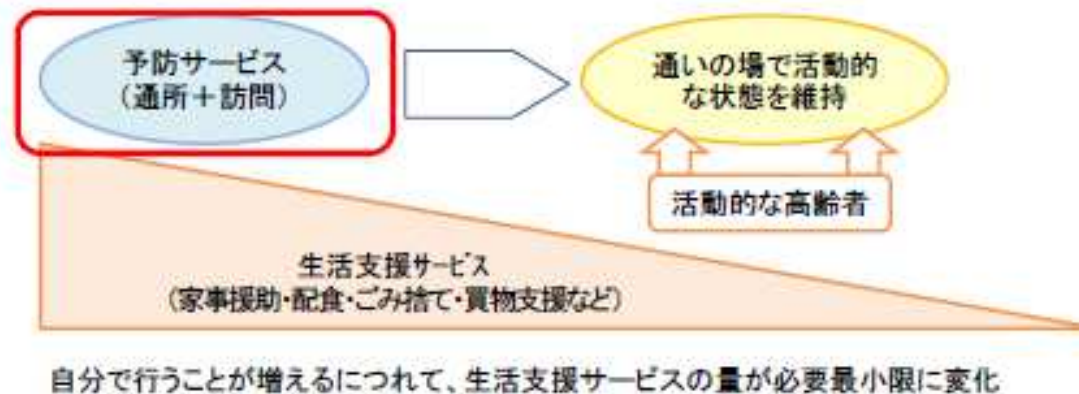 予防サービス
（通所＋訪問）
通いの場で活動的
な状態を維持
活動的な高齢者
生活支援サービス
（家事援助・配食・ごみ捨て・買物支援など）
自分で行うことが増えるにつれて、生活支援サービスの量が必要最小限に変化